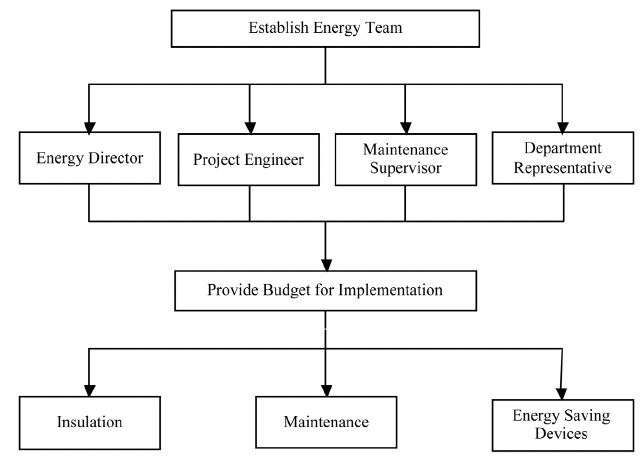 Establish Energy Team
Energy Director
Project Engineer
Maintenance
Supervisor
Department
Representative
Provide Budget for Implementation
Insulation
Maintenance
Energy Saving
Devices